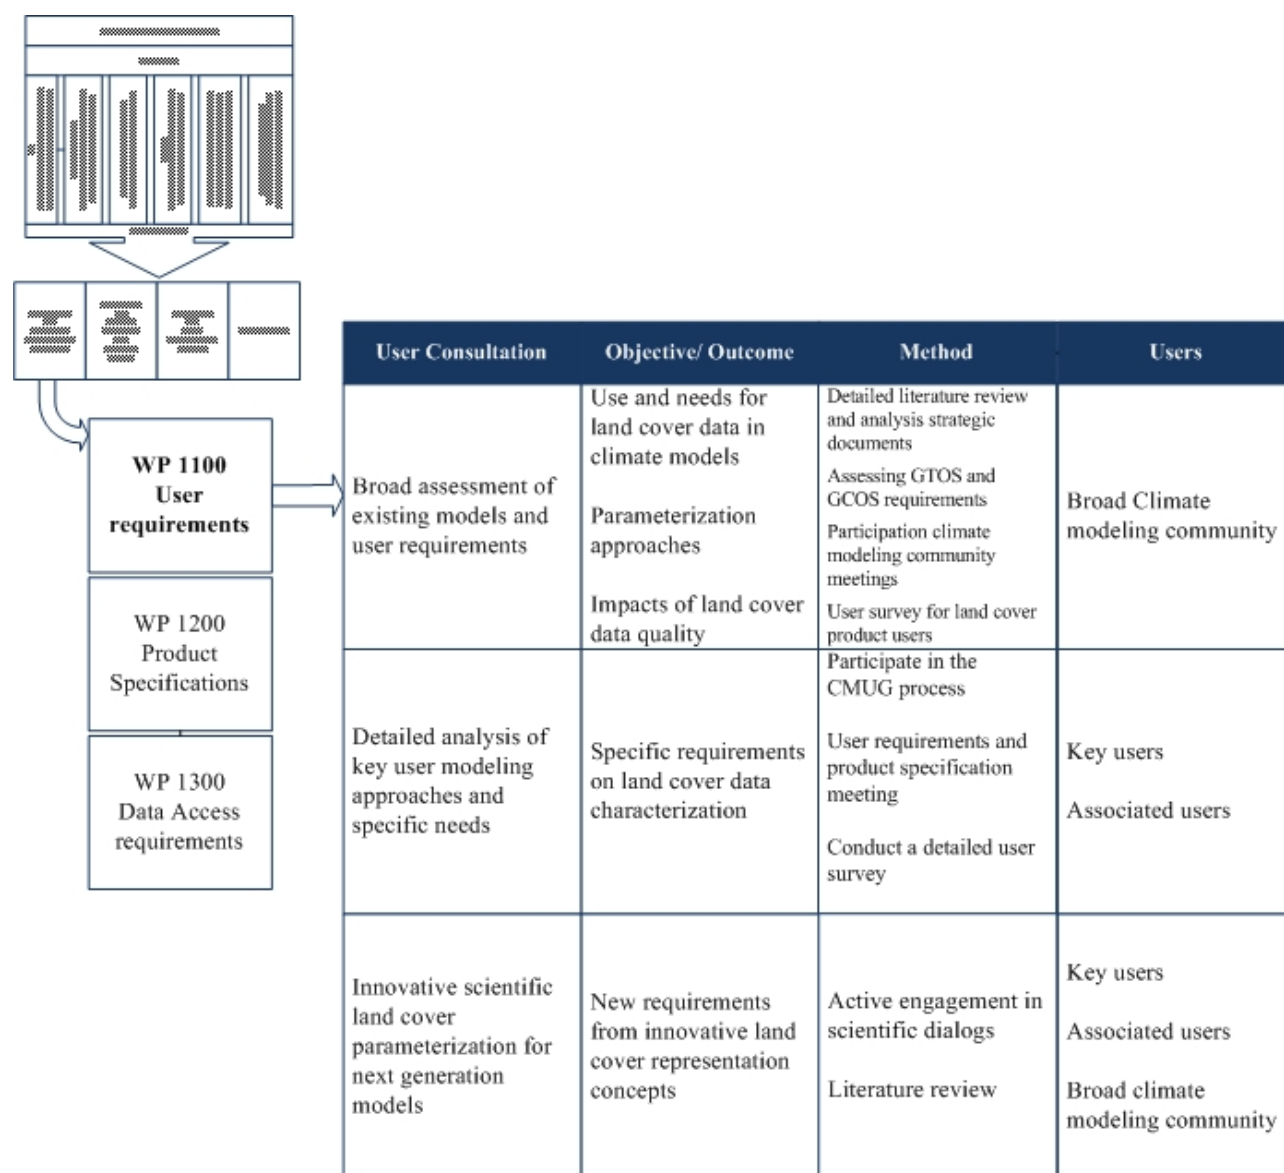 WP 1100
User
requirements
WP 1200
Product
Specifications
WP 1300
Data Access
requirements
User Consultation
Objective/ Outcome
Method
Users
Broad assessment of
existing models and
user requirements
Use and needs for
land cover data in
climate models
Parameterization
approaches
Impacts of land cover
data quality
Detailed literature review
and analysis strategic
documents
Assessing GTOS and
GCOS requirements
Participation climate
modeling community
meetings
User survey for land cover
product users
Broad Climate
modeling community
Detailed analysis of
key user modeling
approaches and
specific needs
Specific requirements
on land cover data
characterization
Participate in the
CMUG process
User requirements and
product specification
meeting
Conduct a detailed user
survey
Key users
Associated users
Innovative scientific
land cover
parameterization for
next generation
models
New requirements
from innovative land
cover representation
concepts
Active engagement in
scientific dialogs
Literature review
Key users
Associated users
Broad climate
modeling community